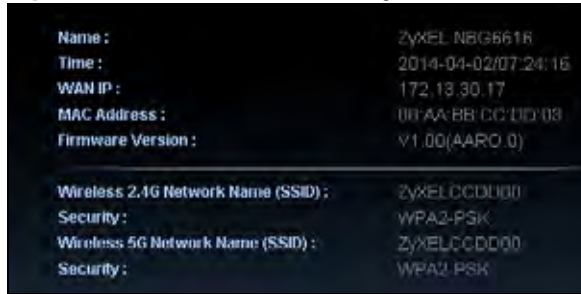 Name : ZyXEL NBG6616
Time : 2014-04-02/07:24:16
WAN IP : 172.13.30.17
MAC Address : 00:AA:BB:CC:DD:03
Firmware Version : V1.00(AARO.0)
Wireless 2.4G Network Name (SSID) : ZyXELCCDD00
Security : WPA2-PSK
Wireless 5G Network Name (SSID) : ZyXELCCDD00
Security : WPA2-PSK